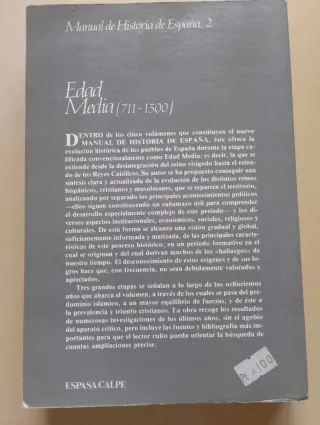 Manual de Historia de España, 2
Edad
Media (711-1500)
DENTRO de los cinco volúmenes que constituyen el nuevo
MANUAL DE HISTORIA DE ESPAÑA, éste ofrece la
evolución histórica de los pueblos de España durante la etapa ca-
lificada convencionalmente como Edad Media: es decir, la que se
extiende desde la desintegración del reino visigodo hasta el reina-
do de los Reyes Católicos. Su autor se ha propuesto conseguir una
síntesis clara y actualizada de la evolución de los distintos reinos
hispánicos, cristianos y musulmanes, que se reparten el territorio,
analizando por separado los principales acontecimientos políticos
—ellos siguen constituyendo un cañamazo útil para comprender
el desarrollo especialmente complejo de este período— y los di-
versos aspectos institucionales, económicos, sociales, religiosos y
culturales. De esta forma se alcanza una visión gradual y global,
suficientemente informada y matizada, de las principales caracte-
rísticas de este proceso histórico, en un período formativo en el
cual se originan y del cual derivan muchos de los «hallazgos» de
nuestro tiempo. El desconocimiento de estos orígenes y de sus lo-
gros hace que, con frecuencia, no sean debidamente valorados y
apreciados.
Tres grandes etapas se señalan a lo largo de los ochocientos
años que abarca el volumen, a través de los cuales se pasa del pre-
dominio islámico, a un mayor equilibrio de fuerzas, y de éste a
la prevalencia y triunfo cristianos. La obra recoge los resultados
de numerosas investigaciones de los últimos años, sin el agobio
del aparato crítico, pero incluye las fuentes y bibliografía más im-
portantes para que el lector culto pueda orientar la búsqueda de
cuantas ampliaciones precise.
ESPASA CALPE